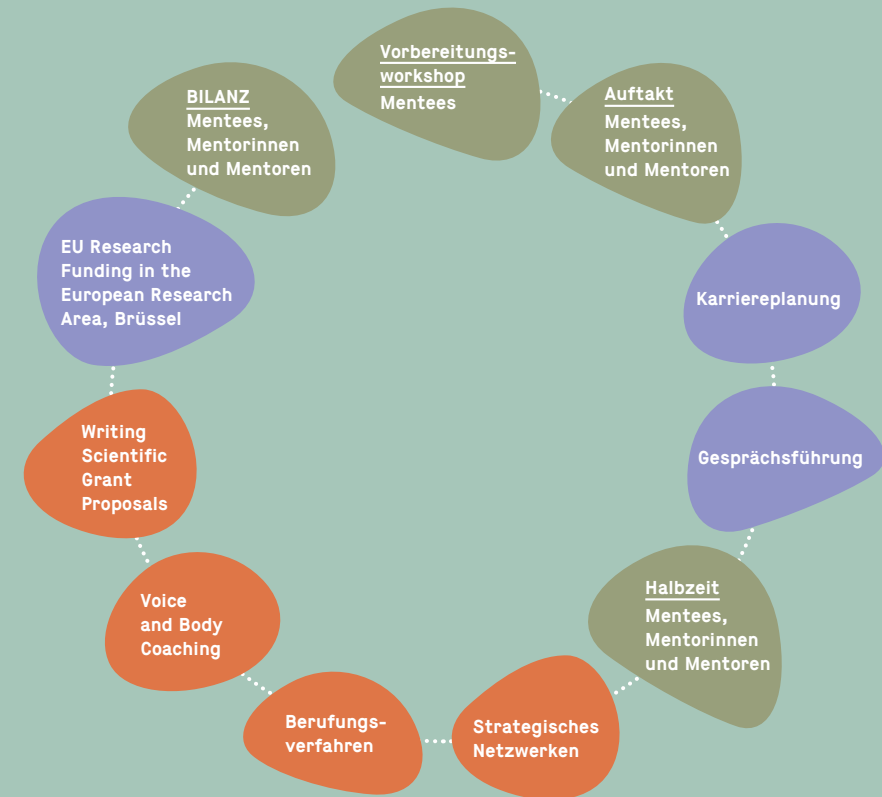 Vorbereitungs-
workshop
Mentees
Auftakt
Mentees,
Mentorinnen
und Mentoren
Karriereplanung
Gesprächsführung
Halbzeit
Mentees,
Mentorinnen
und Mentoren
Strategisches
Netzwerken
Berufungs-
verfahren
Voice
and Body
Coaching
Writing
Scientific
Grant
Proposals
EU Research
Funding in the
European Research
Area, Brüssel
BILANZ
Mentees,
Mentorinnen
und Mentoren